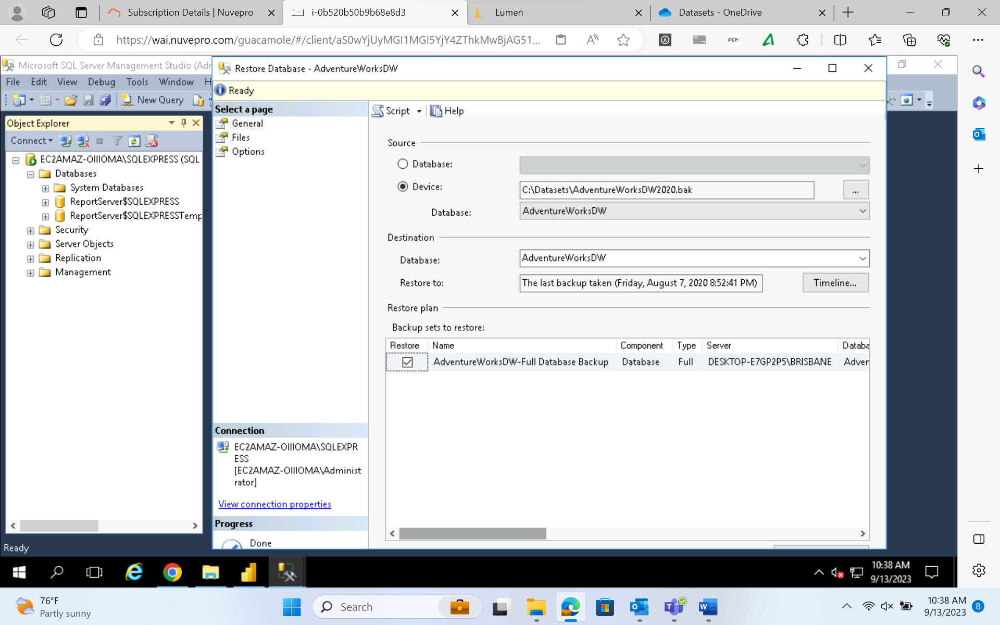 Subscription Details | Nuvepro
i-0b520b50b9b68e8d3
Lumen
Datasets - OneDrive
https://wai.nuvepro.com/guacamole/#/client/aS0wYjUyMGI1MGI5YjY4ZThkMwBjAG51...
FCM
Microsoft SQL Server Management Studio (Adr
File Edit View Debug Tools Window H
New Query
Restore Database - AdventureWorksDW
Ready
Object Explorer
Connect
EC2AMAZ-OIIIOMA\SQLEXPRESS (SQL
Databases
System Databases
ReportServer$SQLEXPRESS
ReportServer$SQLEXPRESSTemp
Security
Server Objects
Replication
Management
Ready
Select a page
General
Files
Options
Connection
EC2AMAZ-OIIIOMA\SQLEXPR
ESS
[EC2AMAZ-OIIIOMA\Administ
rator]
View connection properties
Progress
Done
Script Help
Source
Database:
Device: C:\Datasets\AdventureWorksDW2020.bak ...
Database: AdventureWorksDW
Destination
Database: AdventureWorksDW
Restore to: The last backup taken (Friday, August 7, 2020 8:52:41 PM) Timeline...
Restore plan
Backup sets to restore:
Restore Name Component Type Server Databa
AdventureWorksDW-Full Database Backup Database Full DESKTOP-E7GP2P5\BRISBANE Adver
10:38 AM
9/13/2023
76°F
Partly sunny
Search
10:38 AM
9/13/2023
8